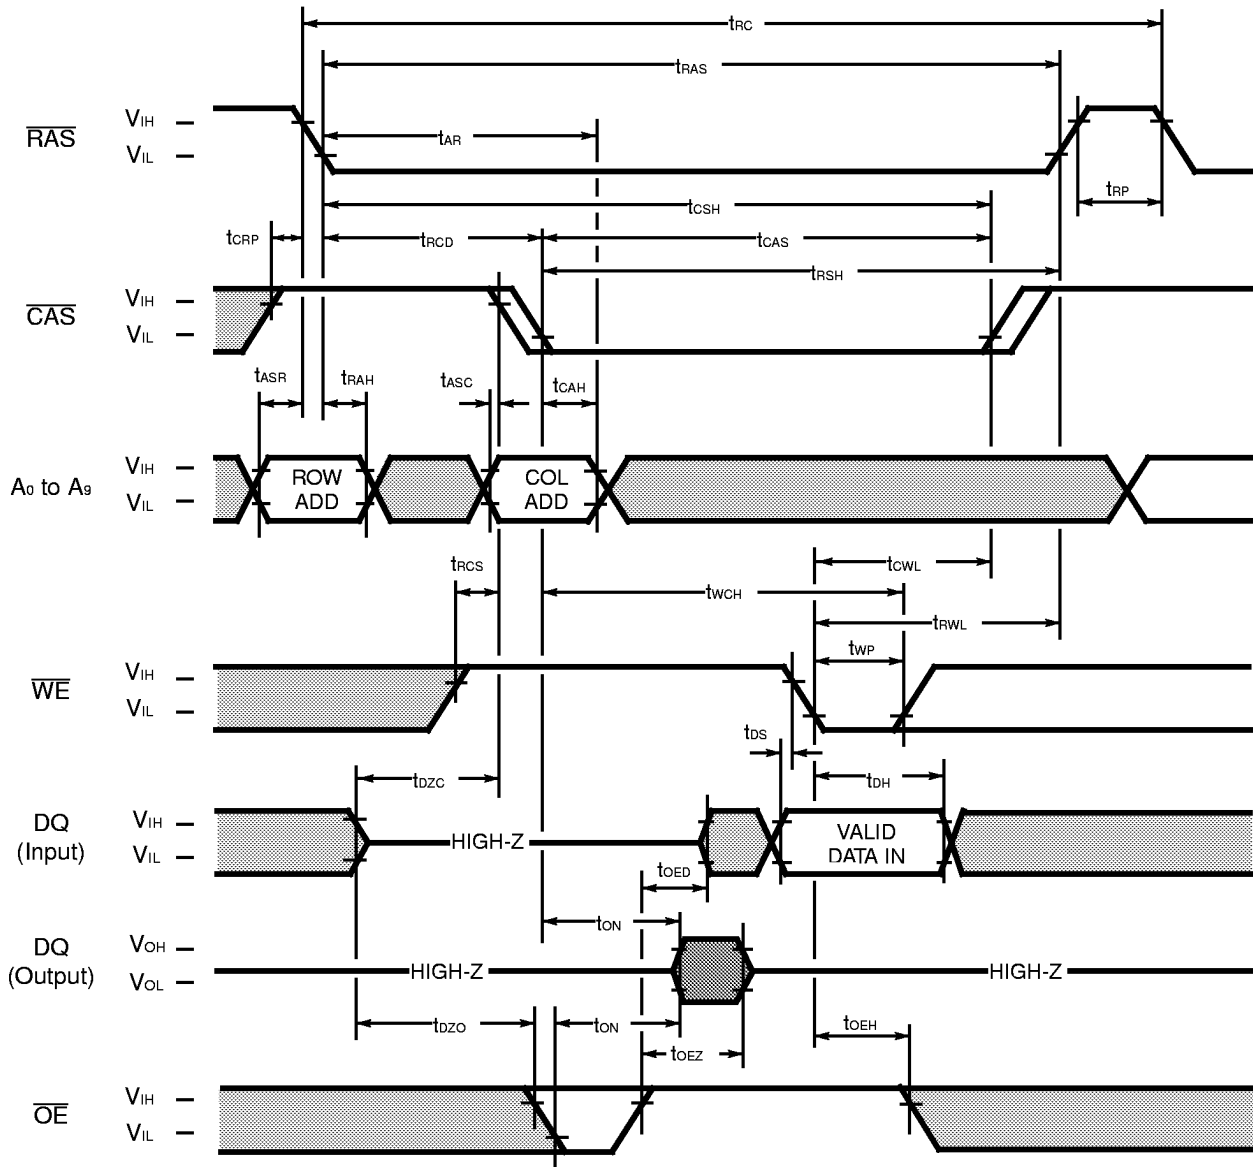 tRC
tRAS
RAS
VIH
VIL
tAR
tRP
tCSH
tCRP
tRCD
tCAS
tRSH
CAS
VIH
VIL
tASR
tRAH
tASC
tCAH
A0 to A9
VIH
VIL
ROW
ADD
COL
ADD
tRCS
tCWL
tWCH
tRWL
tWP
WE
VIH
VIL
tDS
tDZC
tDH
DQ
(Input)
VIH
VIL
HIGH-Z
VALID
DATA IN
tOED
tON
DQ
(Output)
VOH
VOL
HIGH-Z
HIGH-Z
tDZO
tON
tOEZ
tOEH
OE
VIH
VIL